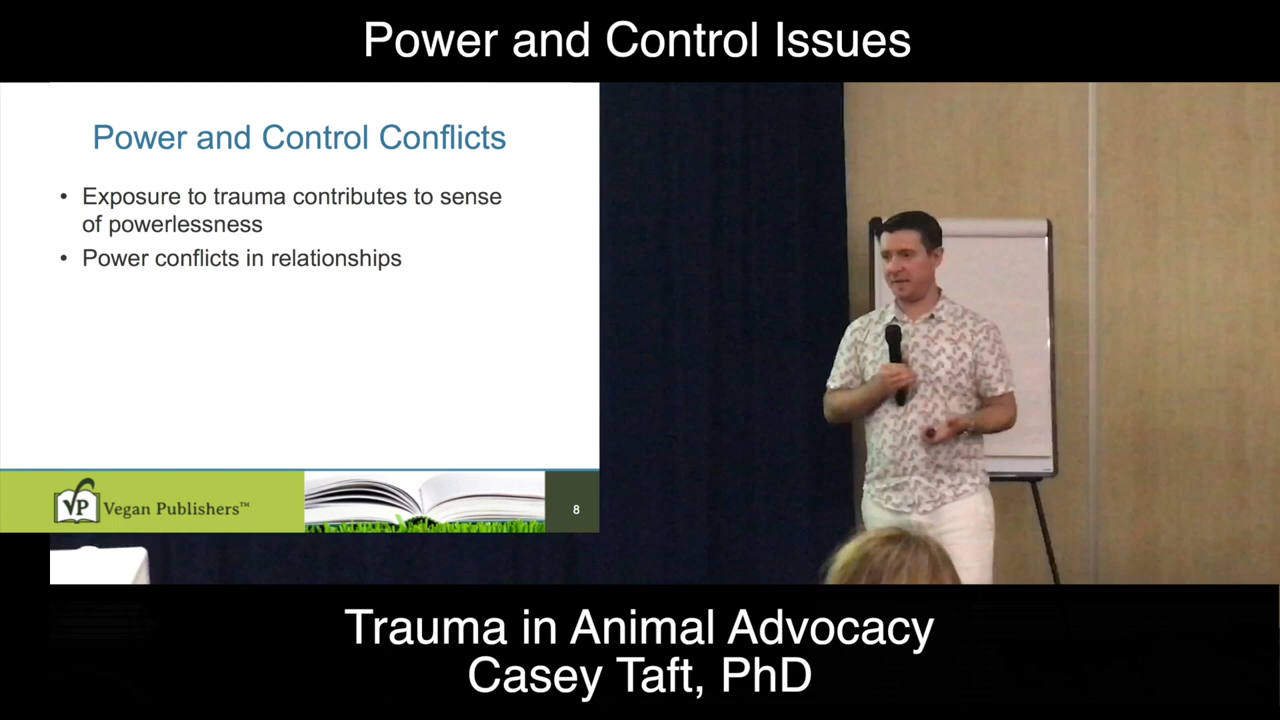 Power and Control Issues
Power and Control Conflicts
• Exposure to trauma contributes to sense
of powerlessness
• Power conflicts in relationships
VP
Vegan Publishers™
8
Trauma in Animal Advocacy
Casey Taft, PhD